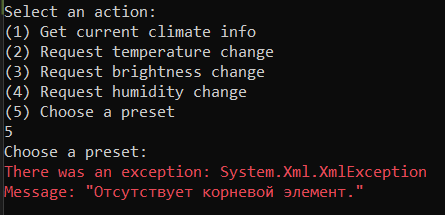 Select an action:
(1) Get current climate info
(2) Request temperature change
(3) Request brightness change
(4) Request humidity change
(5) Choose a preset
5
Choose a preset:
There was an exception: System.Xml.XmlException
Message: "Отсутствует корневой элемент."